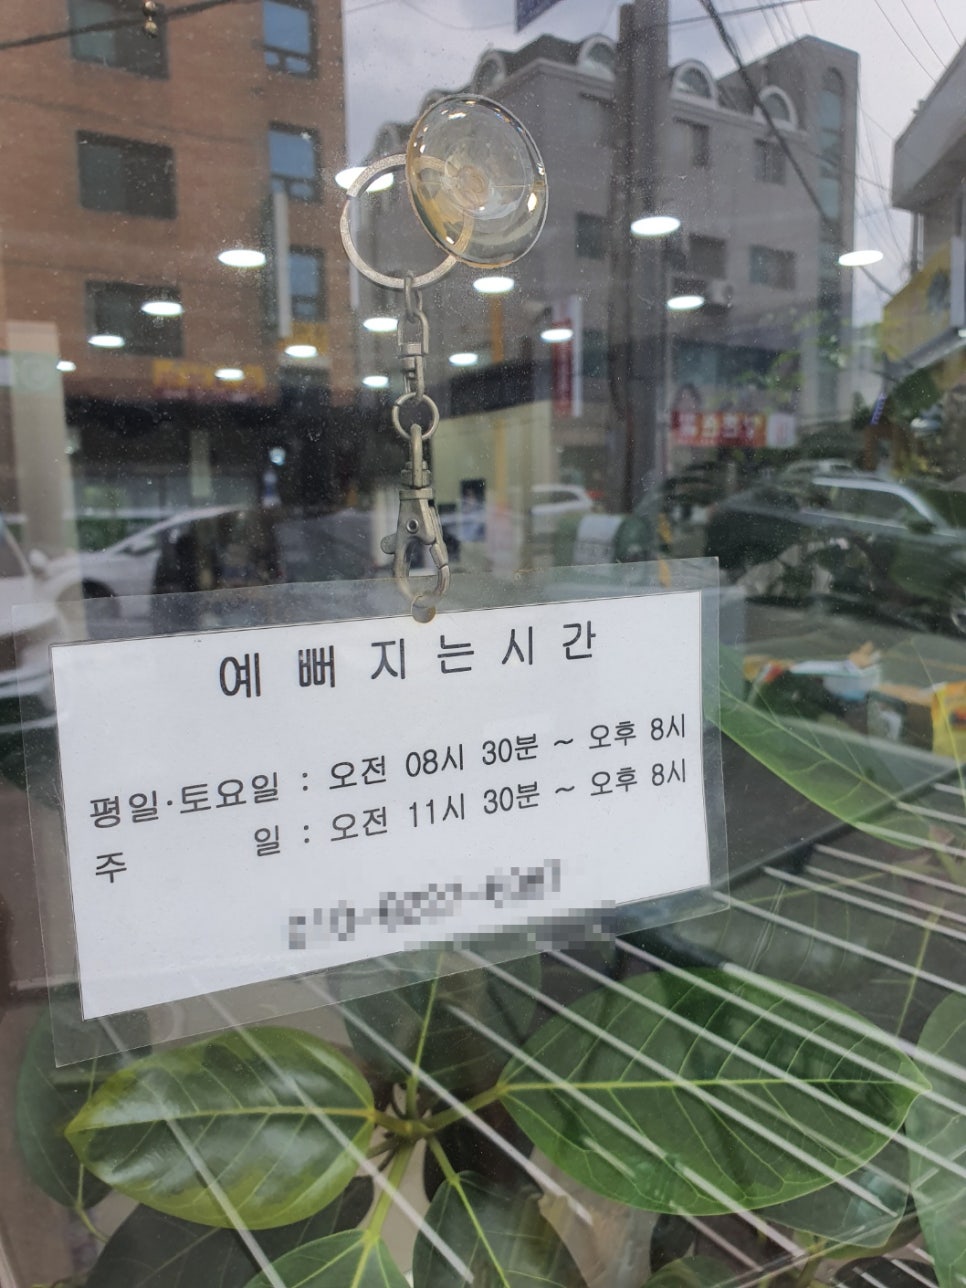 예 뻐 지 는 시 간
평일·토요일 : 오전 08시 30분 ~ 오후 8시
주 일 : 오전 11시 30분 ~ 오후 8시